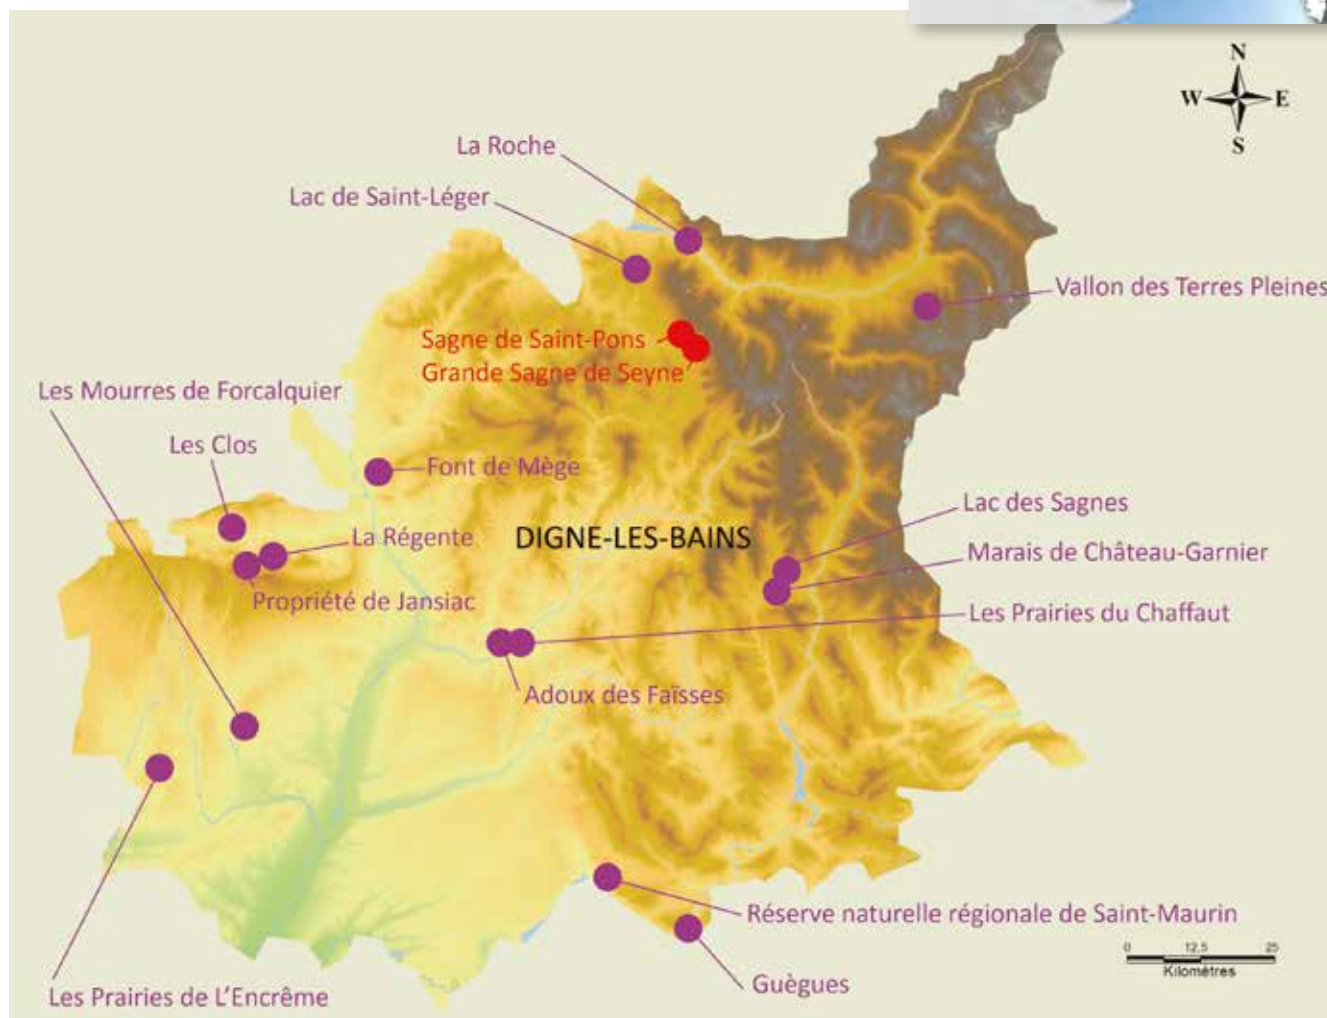 N
W E
S
La Roche
Lac de Saint-Léger
Vallon des Terres Pleines
Sagne de Saint-Pons
Grande Sagne de Seyne
Les Mourres de Forcalquier
Les Clos
Font de Mège
Lac des Sagnes
La Régente
DIGNE-LES-BAINS
Marais de Château-Garnier
Propriété de Jansiac
Les Prairies du Chaffaut
Adoux des Faïsses
Réserve naturelle régionale de Saint-Maurin
0 12,5 25
Kilomètres
Guègues
Les Prairies de L'Encrême